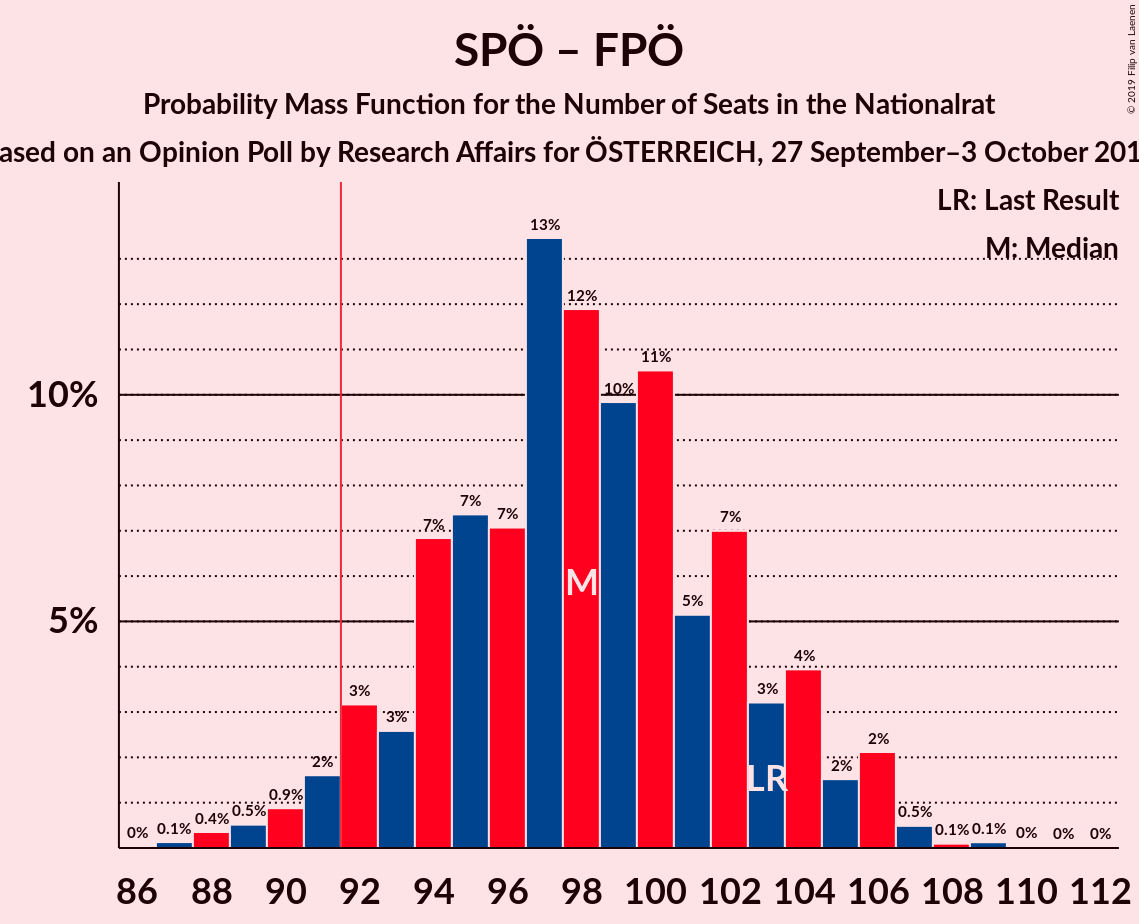 SPÖ – FPÖ
Probability Mass Function for the Number of Seats in the Nationalrat
ased on an Opinion Poll by Research Affairs for ÖSTERREICH, 27 September–3 October 201
© 2019 Filip van Laenen
LR: Last Result
M: Median
10%
5%
0% 0.1% 0.4% 0.5% 0.9% 2% 3% 3% 7% 7% 7% 13% 12% 10% 11% 5% 7% 3% 4% 2% 2% 0.5% 0.1% 0.1% 0% 0% 0%
M
LR
86 88 90 92 94 96 98 100 102 104 106 108 110 112